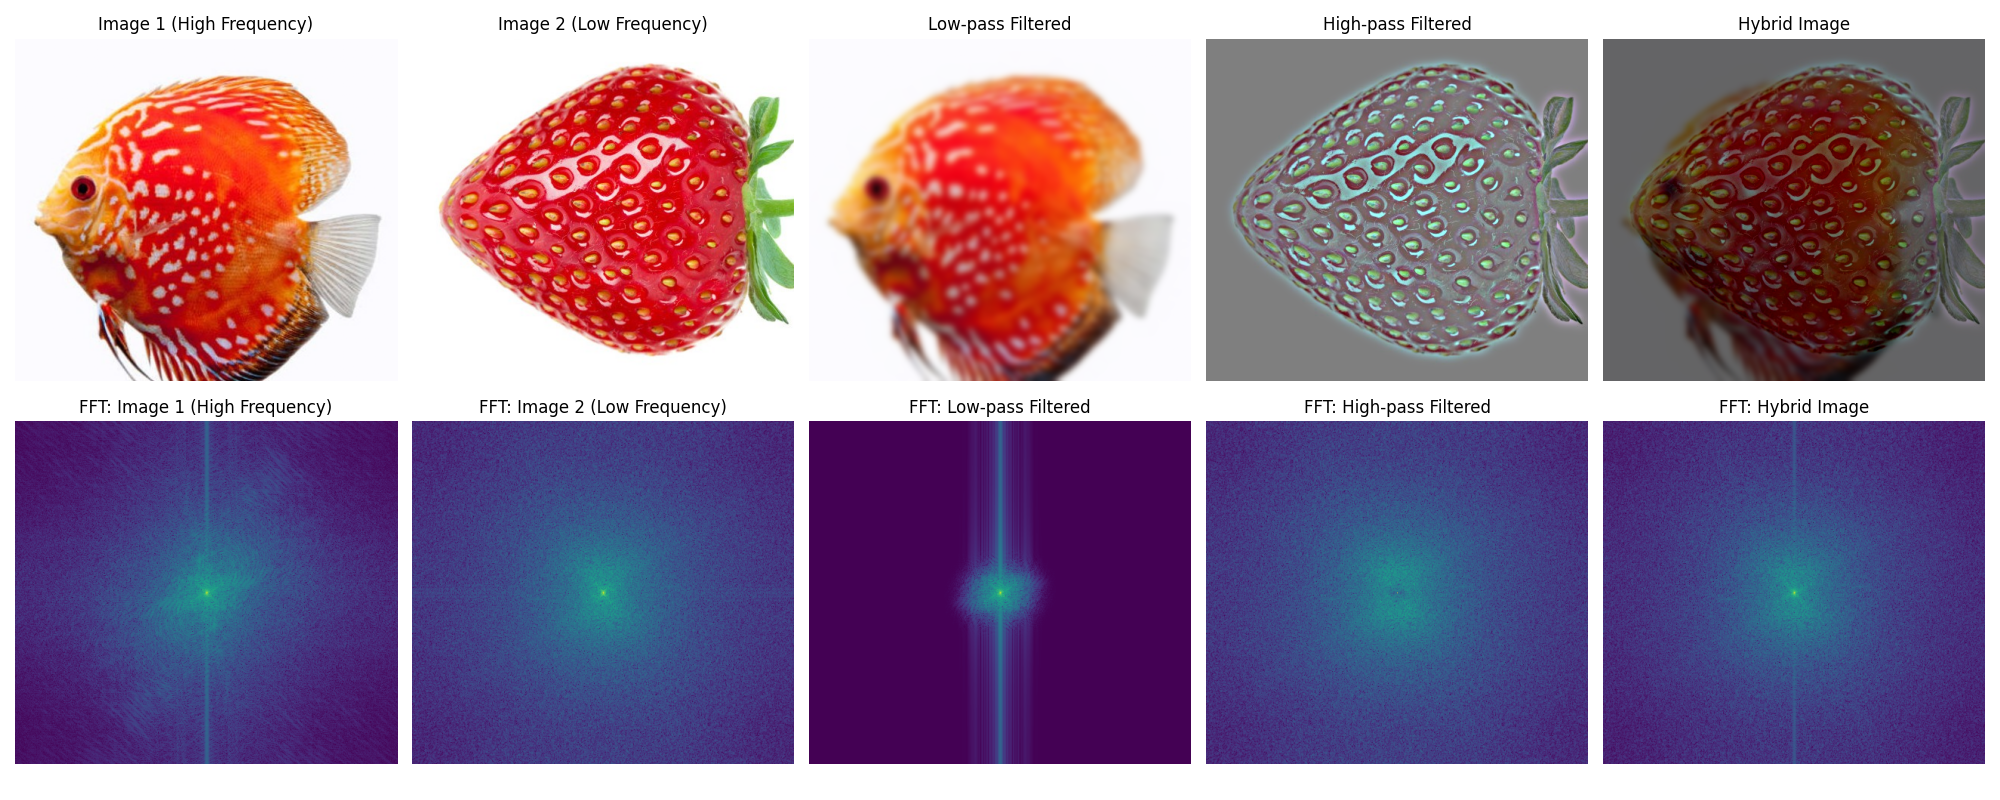 Image 1 (High Frequency)
Image 2 (Low Frequency)
Low-pass Filtered
High-pass Filtered
Hybrid Image
FFT: Image 1 (High Frequency)
FFT: Image 2 (Low Frequency)
FFT: Low-pass Filtered
FFT: High-pass Filtered
FFT: Hybrid Image